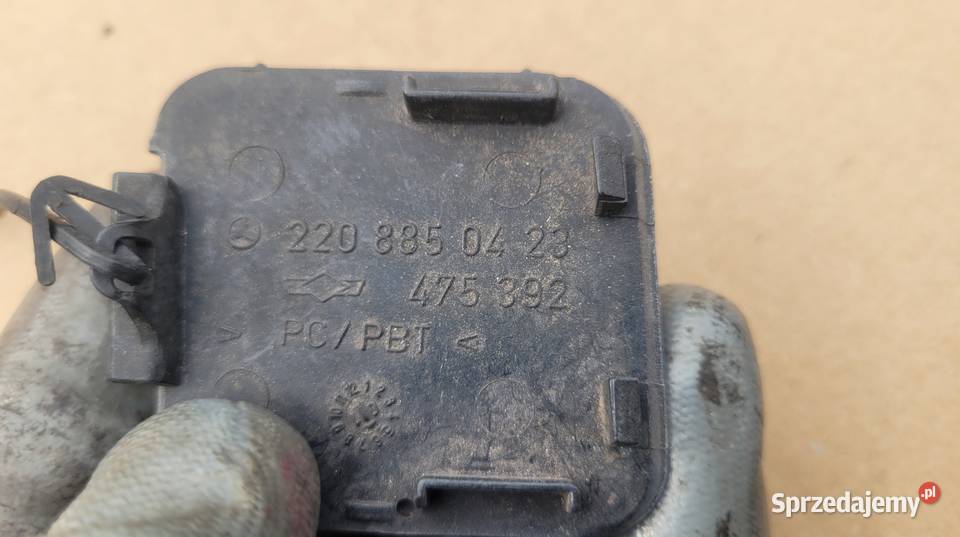 220 885 04 23
475 392
> PC/PBT <
Sprzedajemy.pl